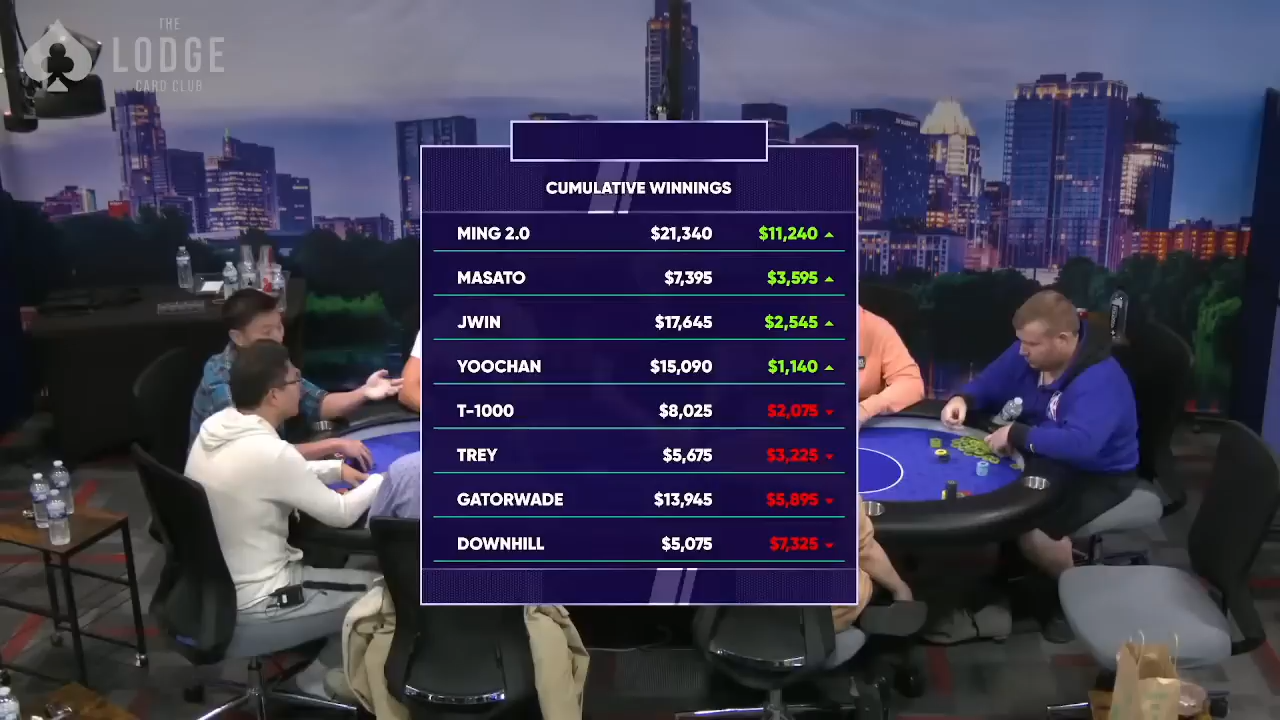 THE
LODGE
CARD CLUB
CUMULATIVE WINNINGS
MING 2.0 $21,340 $11,240
MASATO $7,395 $3,595
JWIN $17,645 $2,545
YOOCHAN $15,090 $1,140
T-1000 $8,025 $2,075
TREY $5,675 $3,225
GATORWADE $13,945 $5,895
DOWNHILL $5,075 $7,325